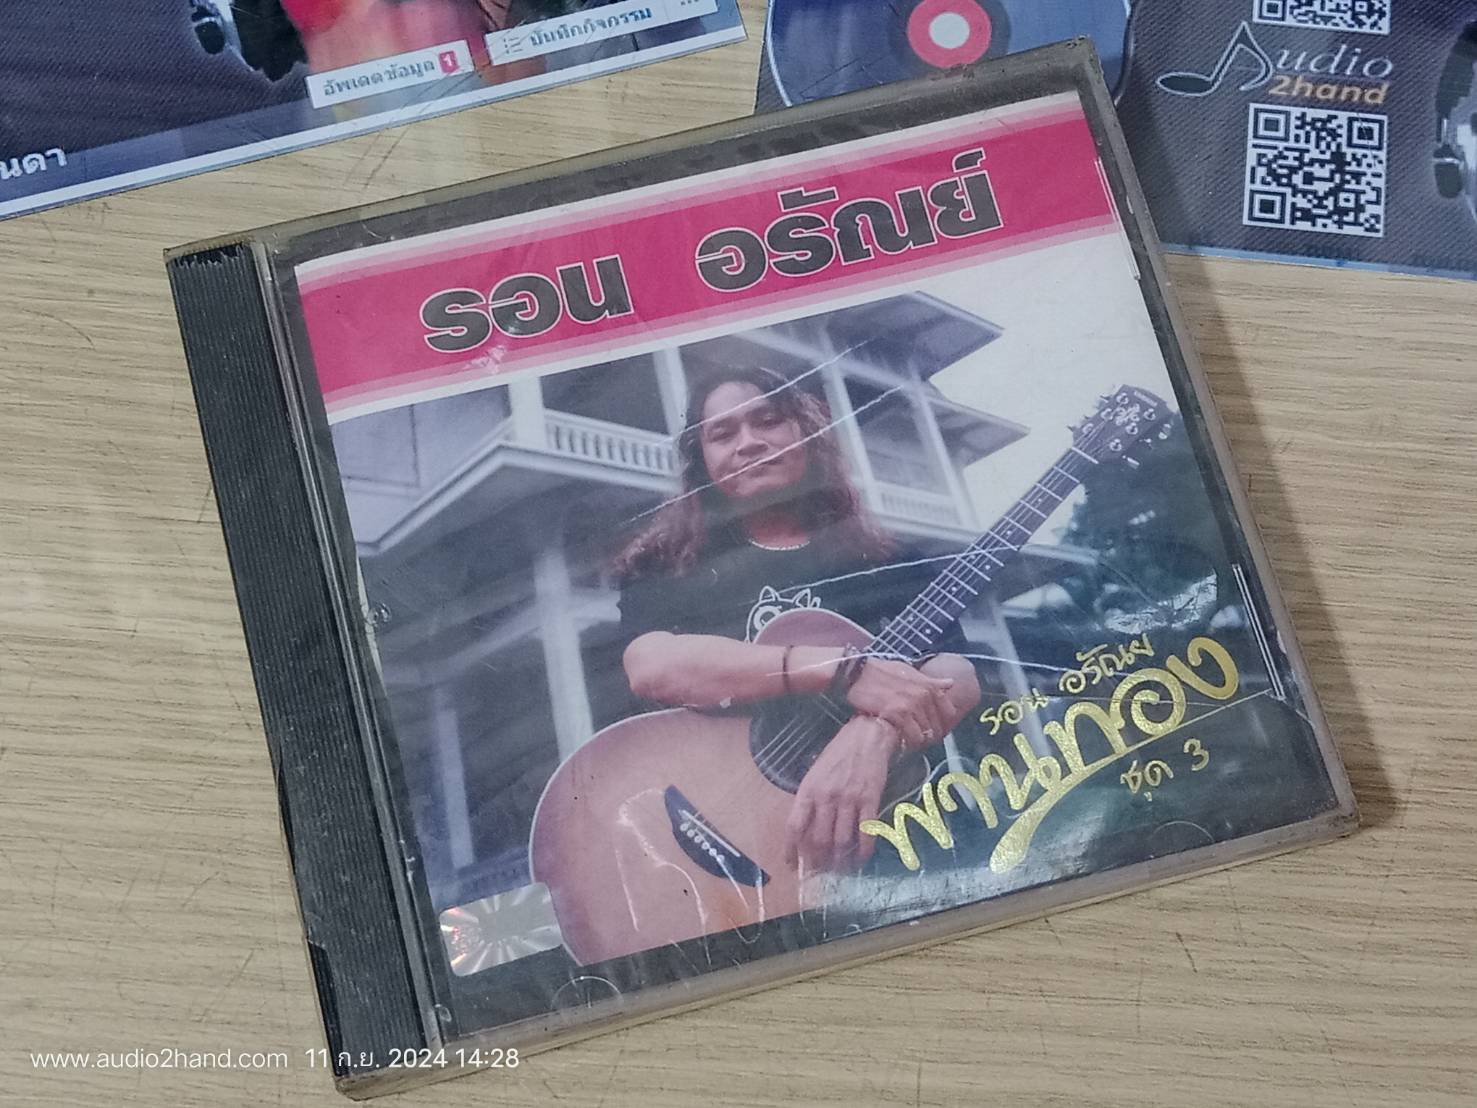 อัพเดตข้อมูล 1
บันทึกกิจกรรม
นดา
Audio
2hand
รอน อรัณย์
รอน อรัณย์
พานทอง
ชุด 3
www.audio2hand.com 11 ก.ย. 2024 14:28